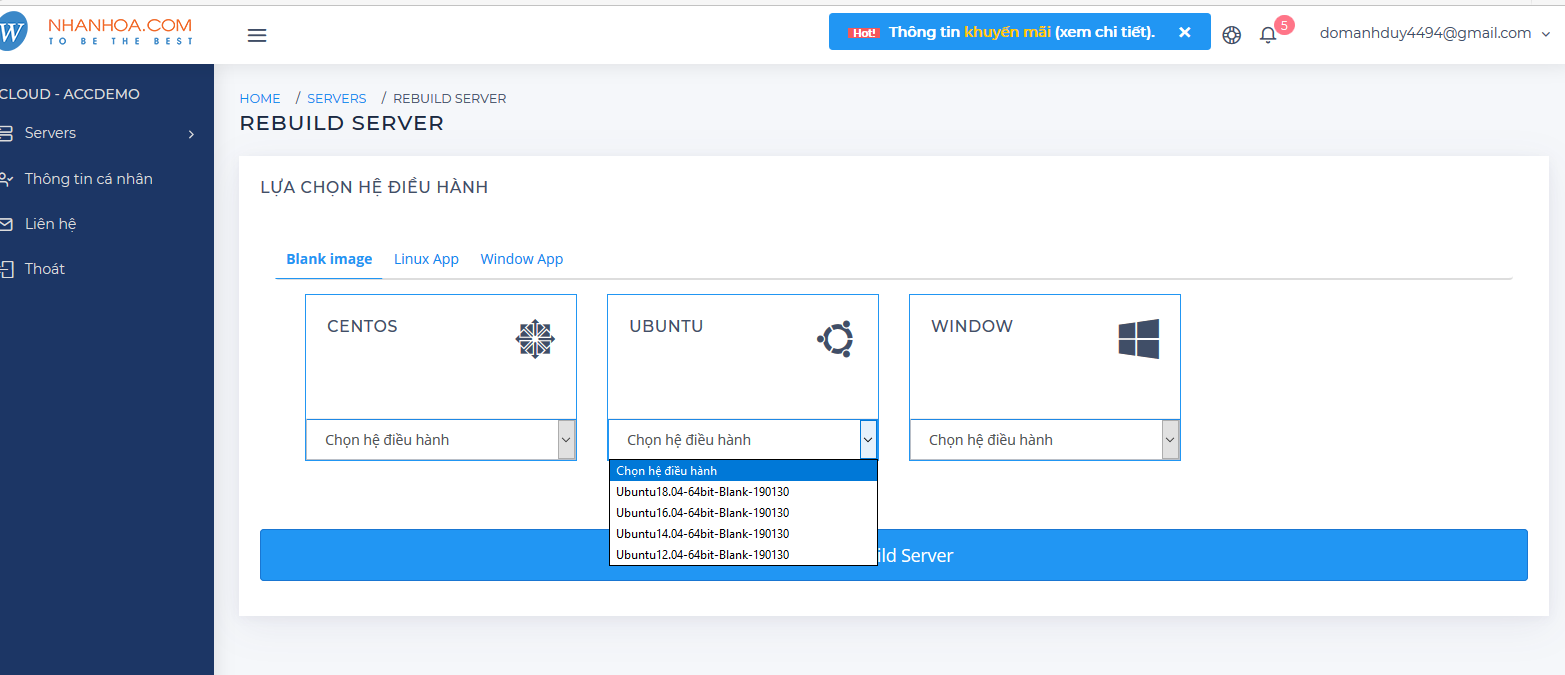 W NHANHOA.COM
TO BE THE BEST
Hot! Thông tin khuyến mãi (xem chi tiết). ×
5
domanhduy4494@gmail.com
CLOUD - ACCDEMO
Servers
Thông tin cá nhân
Liên hệ
Thoát
HOME / SERVERS / REBUILD SERVER
REBUILD SERVER
LỰA CHỌN HỆ ĐIỀU HÀNH
Blank image Linux App Window App
CENTOS
Chọn hệ điều hành
UBUNTU
Chọn hệ điều hành
Chọn hệ điều hành
Ubuntu18.04-64bit-Blank-190130
Ubuntu16.04-64bit-Blank-190130
Ubuntu14.04-64bit-Blank-190130
Ubuntu12.04-64bit-Blank-190130
WINDOW
Chọn hệ điều hành
ild Server